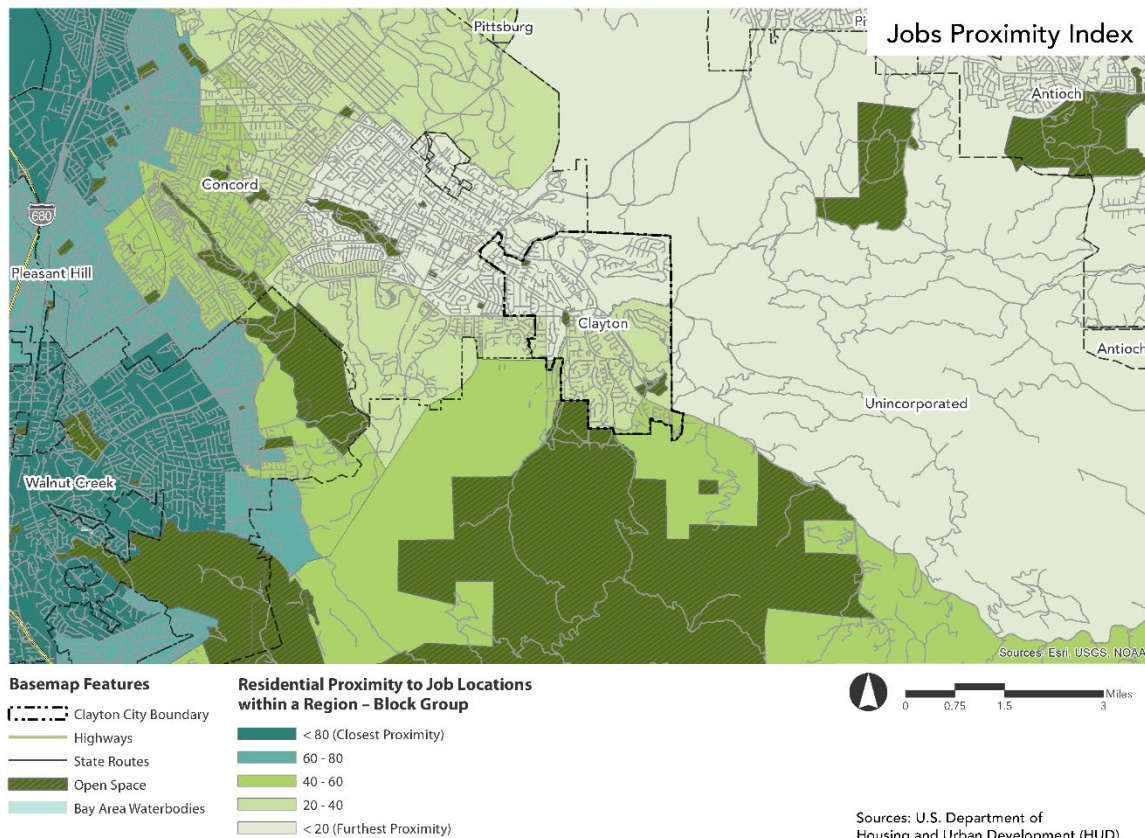 Pittsburg
Jobs Proximity Index
Antioch
Concord
680
Pleasant Hill
Clayton
Antioch
Unincorporated
Walnut Creek
Sources: Esri, USGS, NOAA
Basemap Features
Clayton City Boundary
Highways
State Routes
Open Space
Bay Area Waterbodies
Residential Proximity to Job Locations
within a Region – Block Group
< 80 (Closest Proximity)
60 - 80
40 - 60
20 - 40
< 20 (Furthest Proximity)
0 0.75 1.5 3 Miles
Sources: U.S. Department of
Housing and Urban Development (HUD)